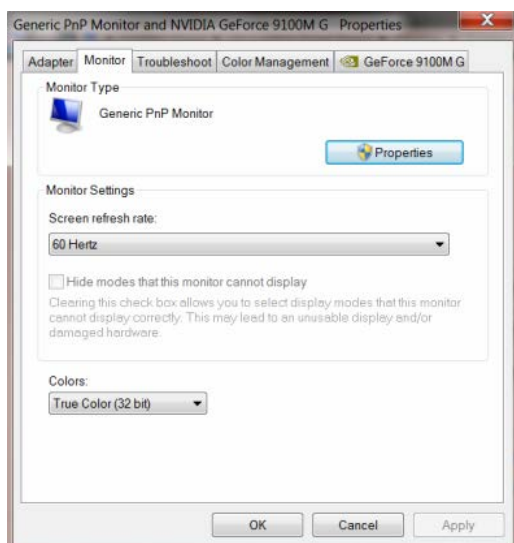 Generic PnP Monitor and NVIDIA GeForce 9100M G Properties
Adapter Monitor Troubleshoot Color Management GeForce 9100M G
Monitor Type
Generic PnP Monitor
Properties
Monitor Settings
Screen refresh rate:
60 Hertz
Hide modes that this monitor cannot display
Clearing this check box allows you to select display modes that this monitor
cannot display correctly. This may lead to an unusable display and/or
damaged hardware.
Colors:
True Color (32 bit)
OK Cancel Apply